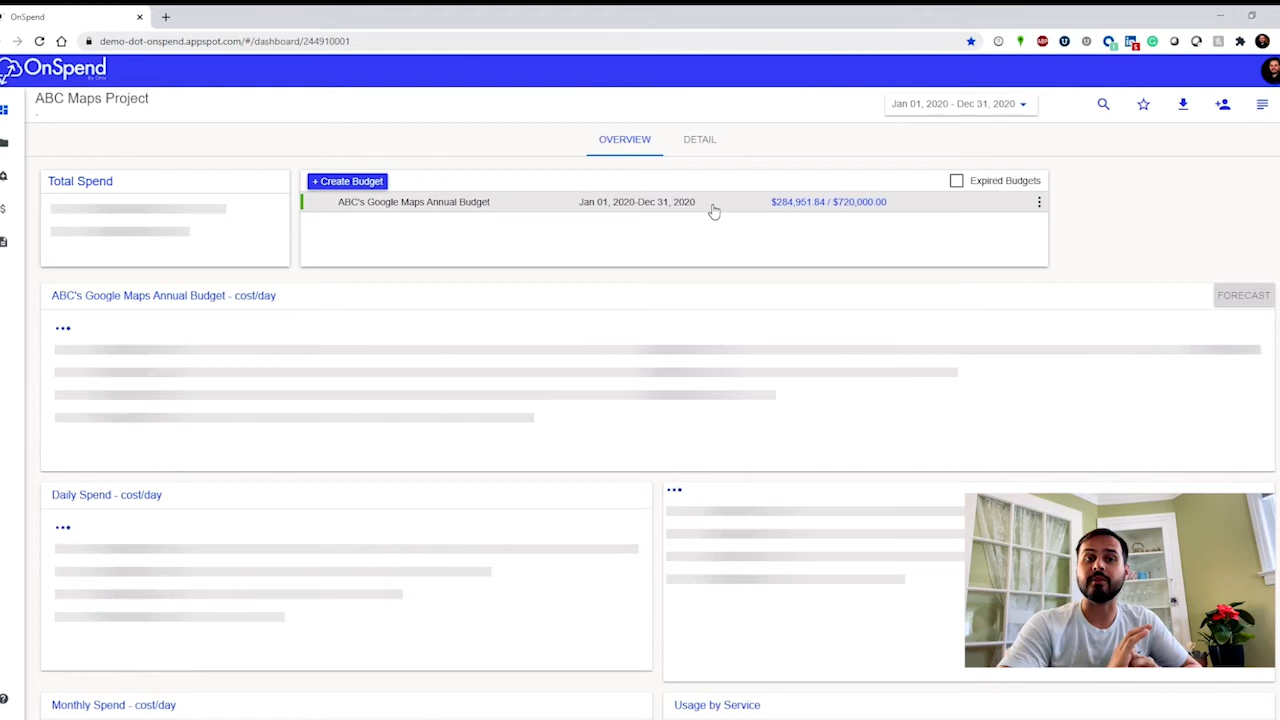 OnSpend
demo-dot-onspend.appspot.com/#/dashboard/244910001
OnSpend
ABC Maps Project
-
Jan 01, 2020 - Dec 31, 2020
OVERVIEW
DETAIL
Total Spend
+ Create Budget
Expired Budgets
ABC's Google Maps Annual Budget
Jan 01, 2020-Dec 31, 2020
$284,951.84 / $720,000.00
ABC's Google Maps Annual Budget - cost/day
FORECAST
Daily Spend - cost/day
Monthly Spend - cost/day
Usage by Service